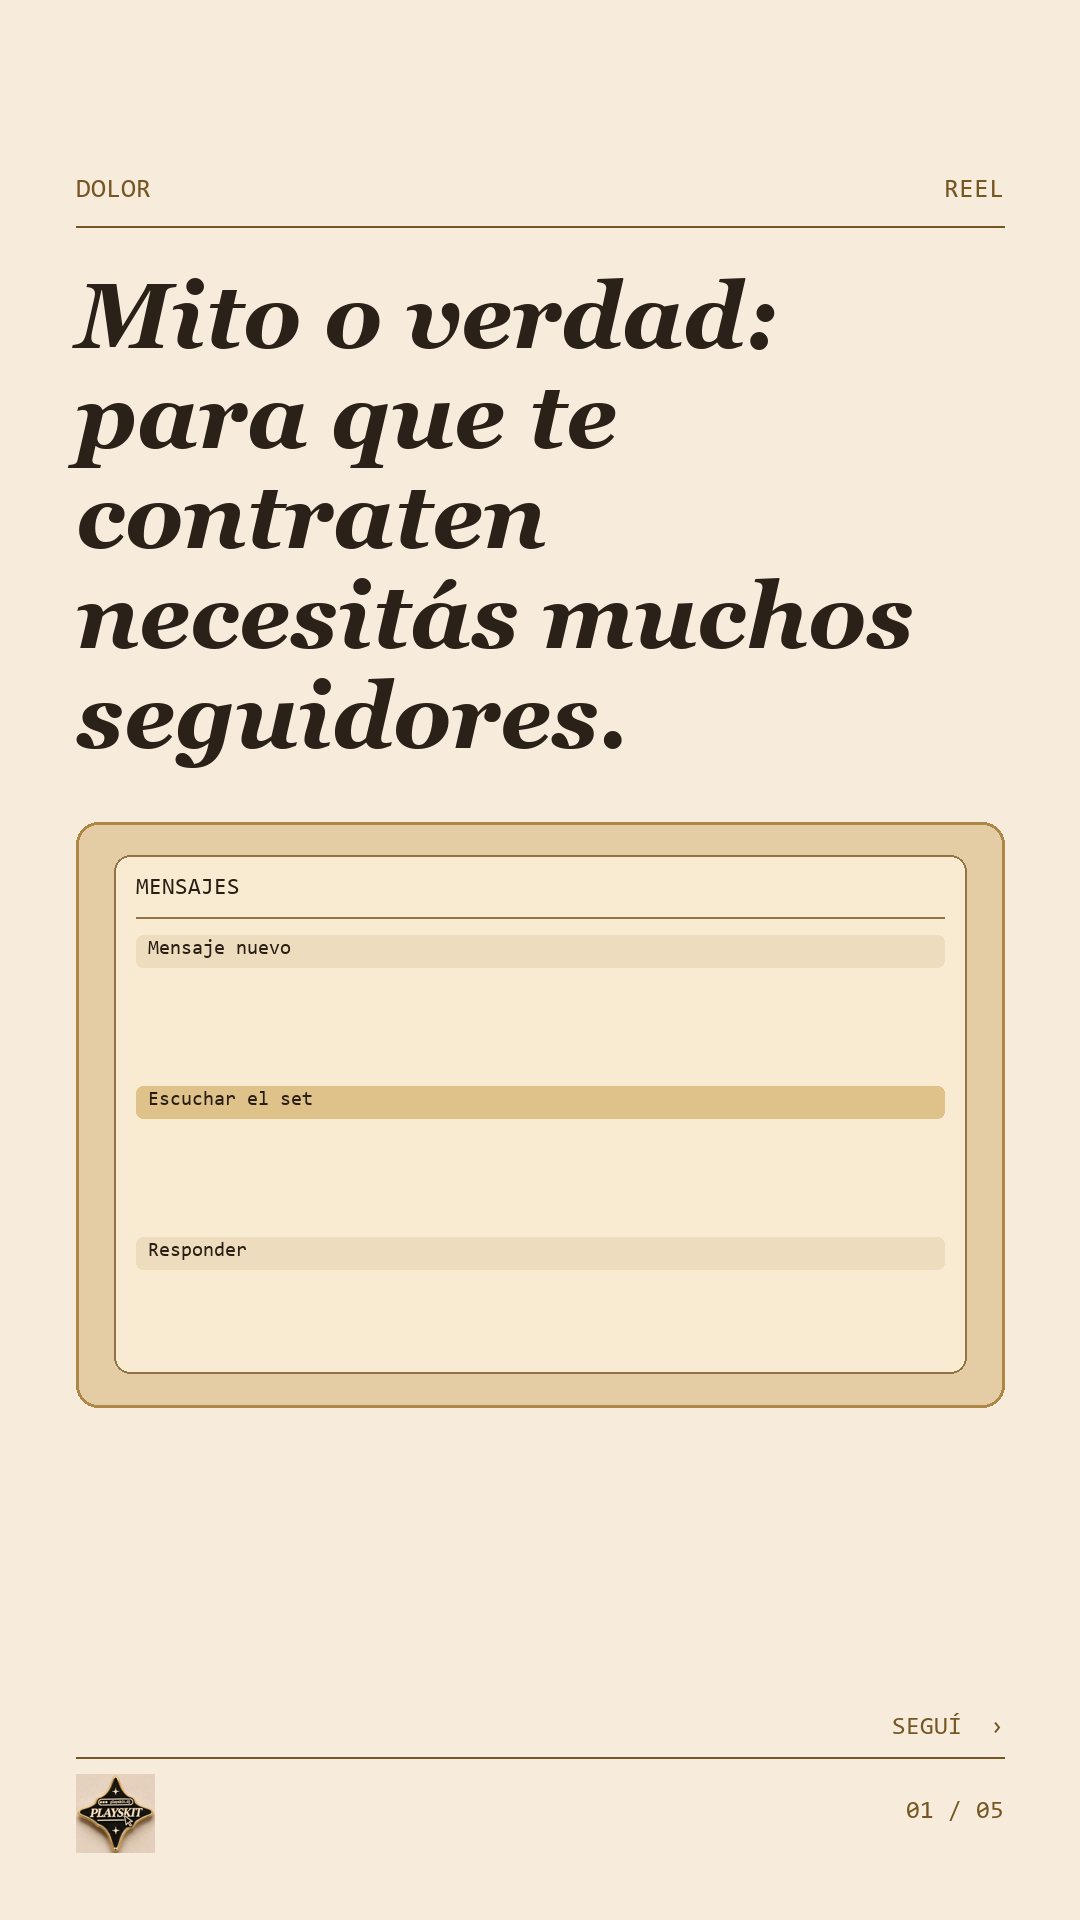 DOLOR
REEL
Mito o verdad:
para que te
contraten
necesitás muchos
seguidores.
MENSAJES
Mensaje nuevo
Escuchar el set
Responder
SEGUÍ ›
PLAYSKIT
01 / 05